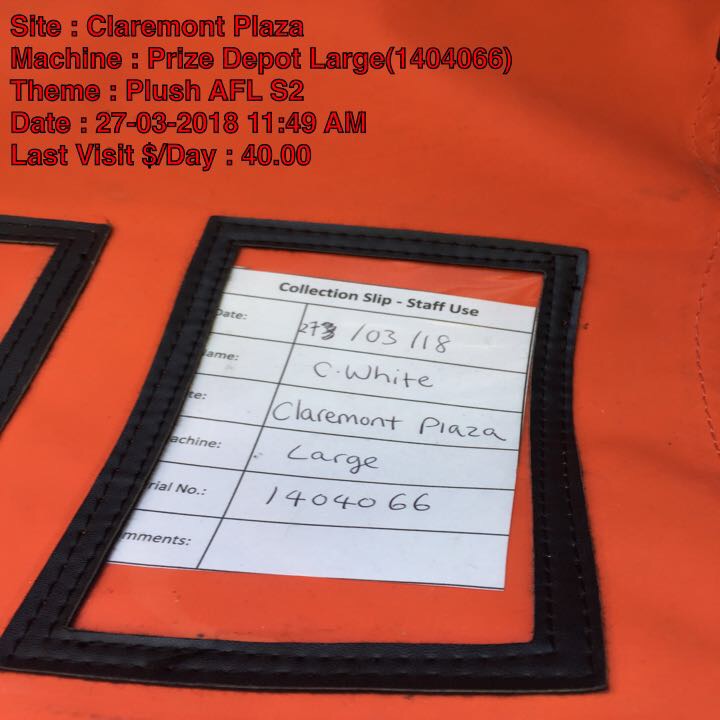 Site : Claremont Plaza
Machine : Prize Depot Large(1404066)
Theme : Plush AFL S2
Date : 27-03-2018 11:49 AM
Last Visit $/Day : 40.00
Collection Slip - Staff Use
Date: 27/03/18
ame: C.White
te: Claremont Plaza
achine: Large
rial No.: 1404066
mments: